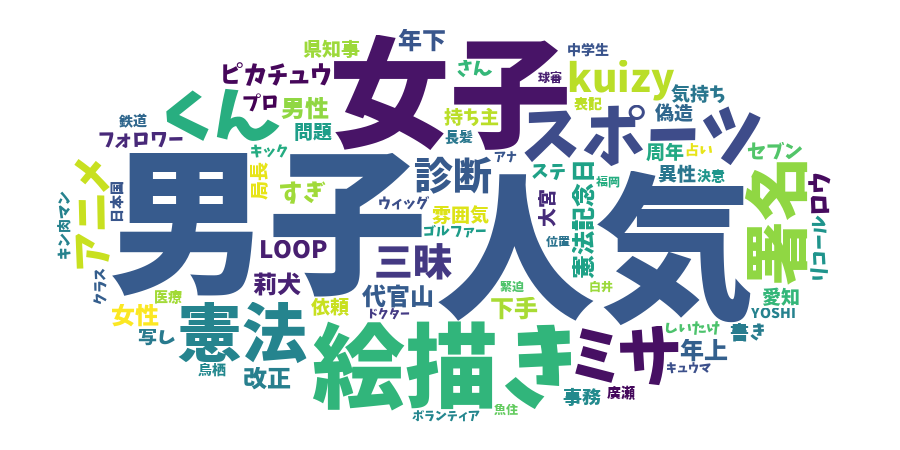 県知事
年下
中学生
ピカチュウ
女子
さん
球審
kuizy
くん
プロ
男性
持ち主
表記
気持ち
鉄道
フォロワー
問題
長髪
スポーツ
偽造
キック
アナ
周年
占い
セブン
アニメ
男子
局長
すぎ
診断
ステ
人気
異性
決意
署名
ロウ
日本国
ウィッグ
雰囲気
大宮
憲法記念日
福岡
キン肉マン
LOOP
三昧
ゴルファー
位置
リコール
クラス
莉犬
代官山
緊迫
白井
医療
女性
依頼
ドクター
下手
愛知
YOSHI
写し
憲法
絵描き
ミサ
しいたけ
書き
年上
鳥栖
改正
キュウマ
事務
廣瀬
ボランティア
魚住